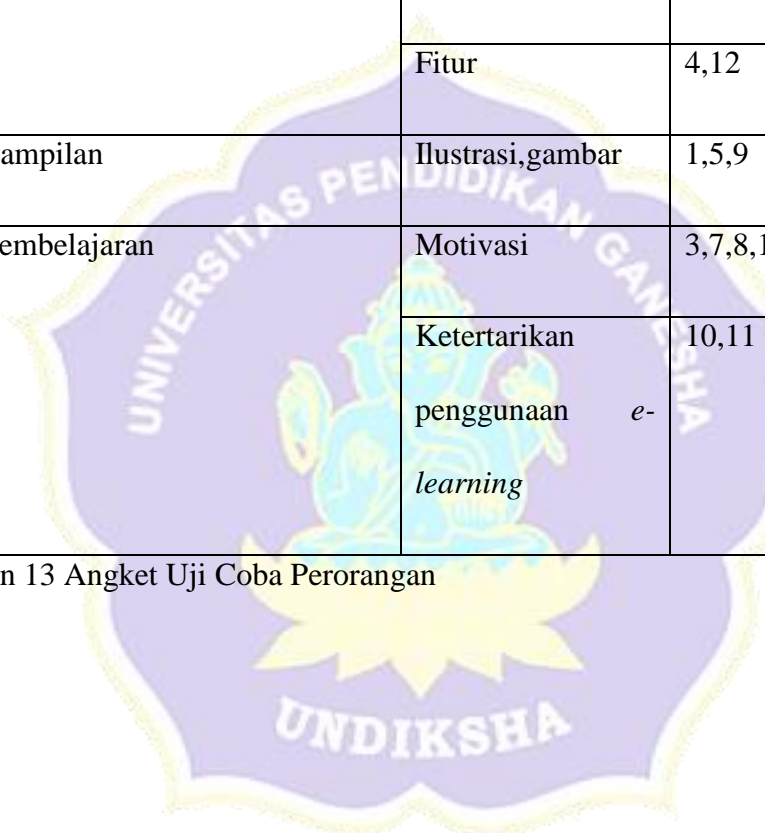 Fitur 4,12
ampilan Ilustrasi,gambar 1,5,9
embelajaran Motivasi 3,7,8,1
Ketertarikan 10,11
penggunaan e-
learning
n 13 Angket Uji Coba Perorangan
UNIVERSITAS PENDIDIKAN GANESHA
UNDIKSHA